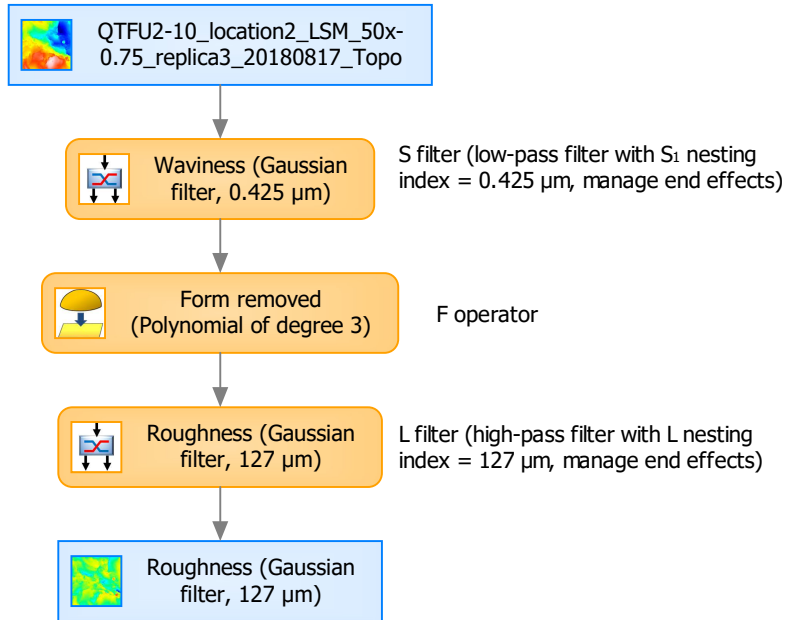 QTFU2-10_location2_LSM_50x-
0.75_replica3_20180817_Topo
Waviness (Gaussian
filter, 0.425 µm)
S filter (low-pass filter with S₁ nesting
index = 0.425 µm, manage end effects)
Form removed
(Polynomial of degree 3)
F operator
Roughness (Gaussian
filter, 127 µm)
L filter (high-pass filter with L nesting
index = 127 µm, manage end effects)
Roughness (Gaussian
filter, 127 µm)